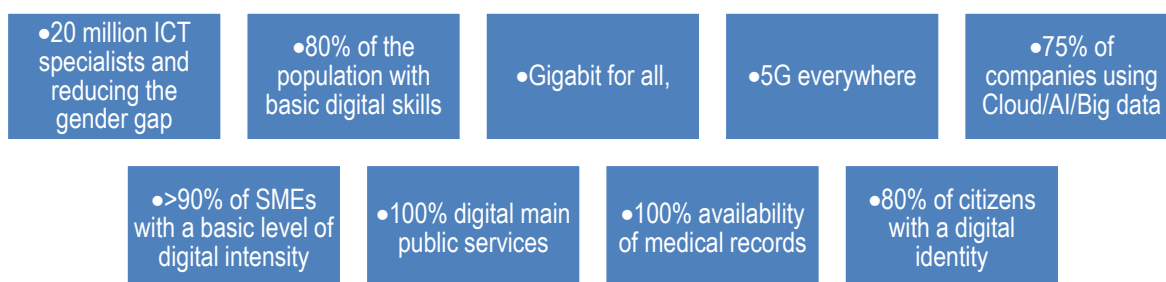 •20 million ICT
specialists and
reducing the
gender gap
•80% of the
population with
basic digital skills
•Gigabit for all,
•5G everywhere
•75% of
companies using
Cloud/AI/Big data
•>90% of SMEs
with a basic level of
digital intensity
•100% digital main
public services
•100% availability
of medical records
•80% of citizens
with a digital
identity